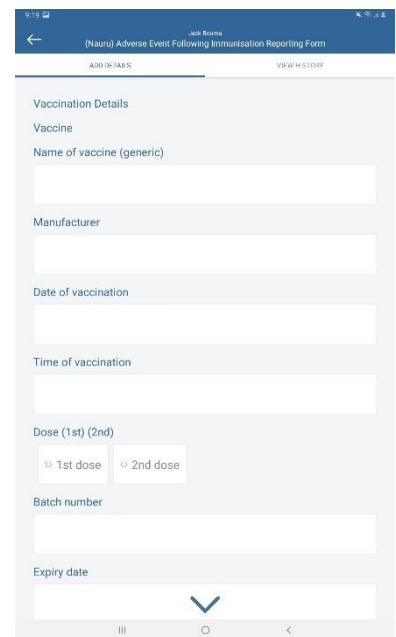 9:19
Jack Bourne
(Nauru) Adverse Event Following Immunisation Reporting Form
ADD DETAILS
VIEW HISTORY
Vaccination Details
Vaccine
Name of vaccine (generic)
Manufacturer
Date of vaccination
Time of vaccination
Dose (1st) (2nd)
1st dose
2nd dose
Batch number
Expiry date